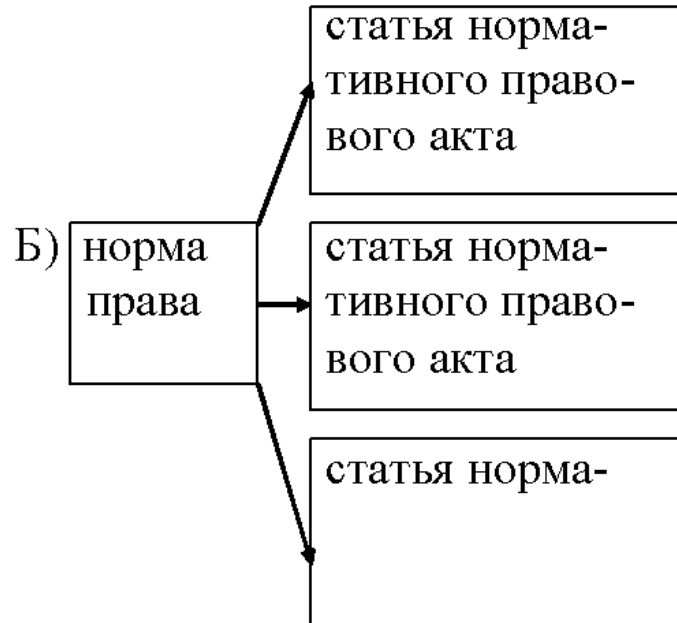 статья норма-
тивного право-
вого акта
Б) норма
права
статья норма-
тивного право-
вого акта
статья норма-